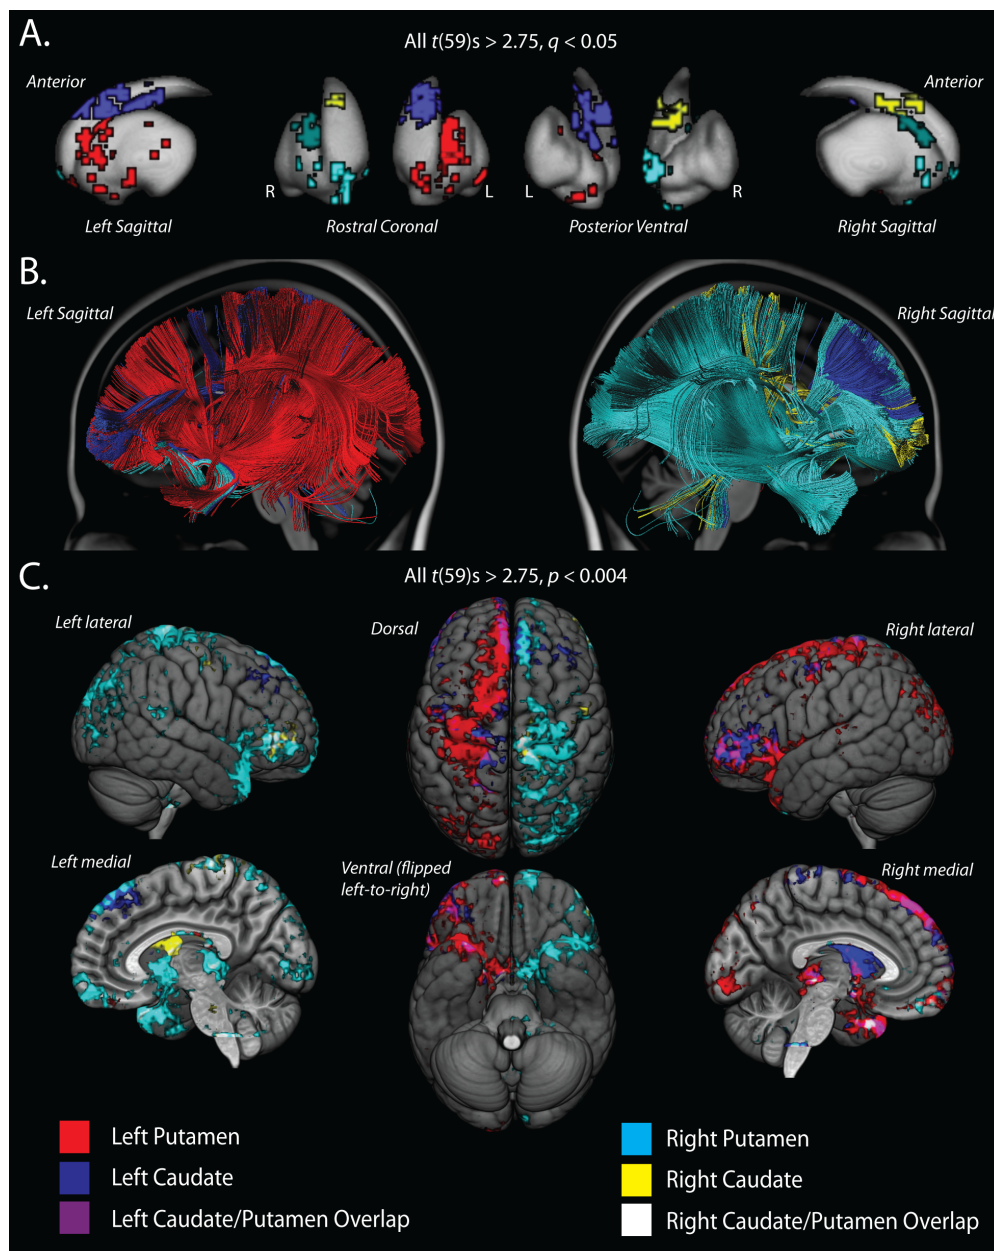 A.
All t(59)s > 2.75, q < 0.05
Anterior
Anterior
R
L
L
R
Left Sagittal
Rostral Coronal
Posterior Ventral
Right Sagittal
B.
Left Sagittal
Right Sagittal
C.
All t(59)s > 2.75, p < 0.004
Left lateral
Dorsal
Right lateral
Left medial
Ventral (flipped
left-to-right)
Right medial
Left Putamen
Left Caudate
Left Caudate/Putamen Overlap
Right Putamen
Right Caudate
Right Caudate/Putamen Overlap